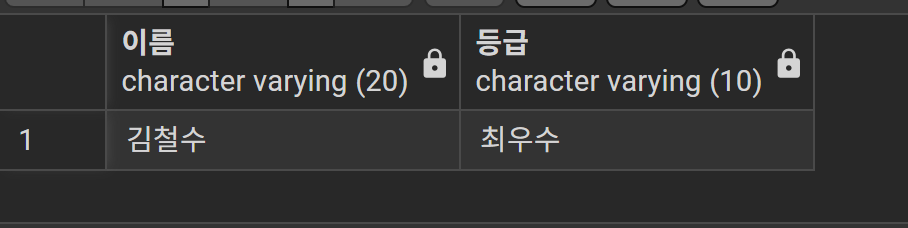 이름
character varying (20)
등급
character varying (10)
1
김철수
최우수